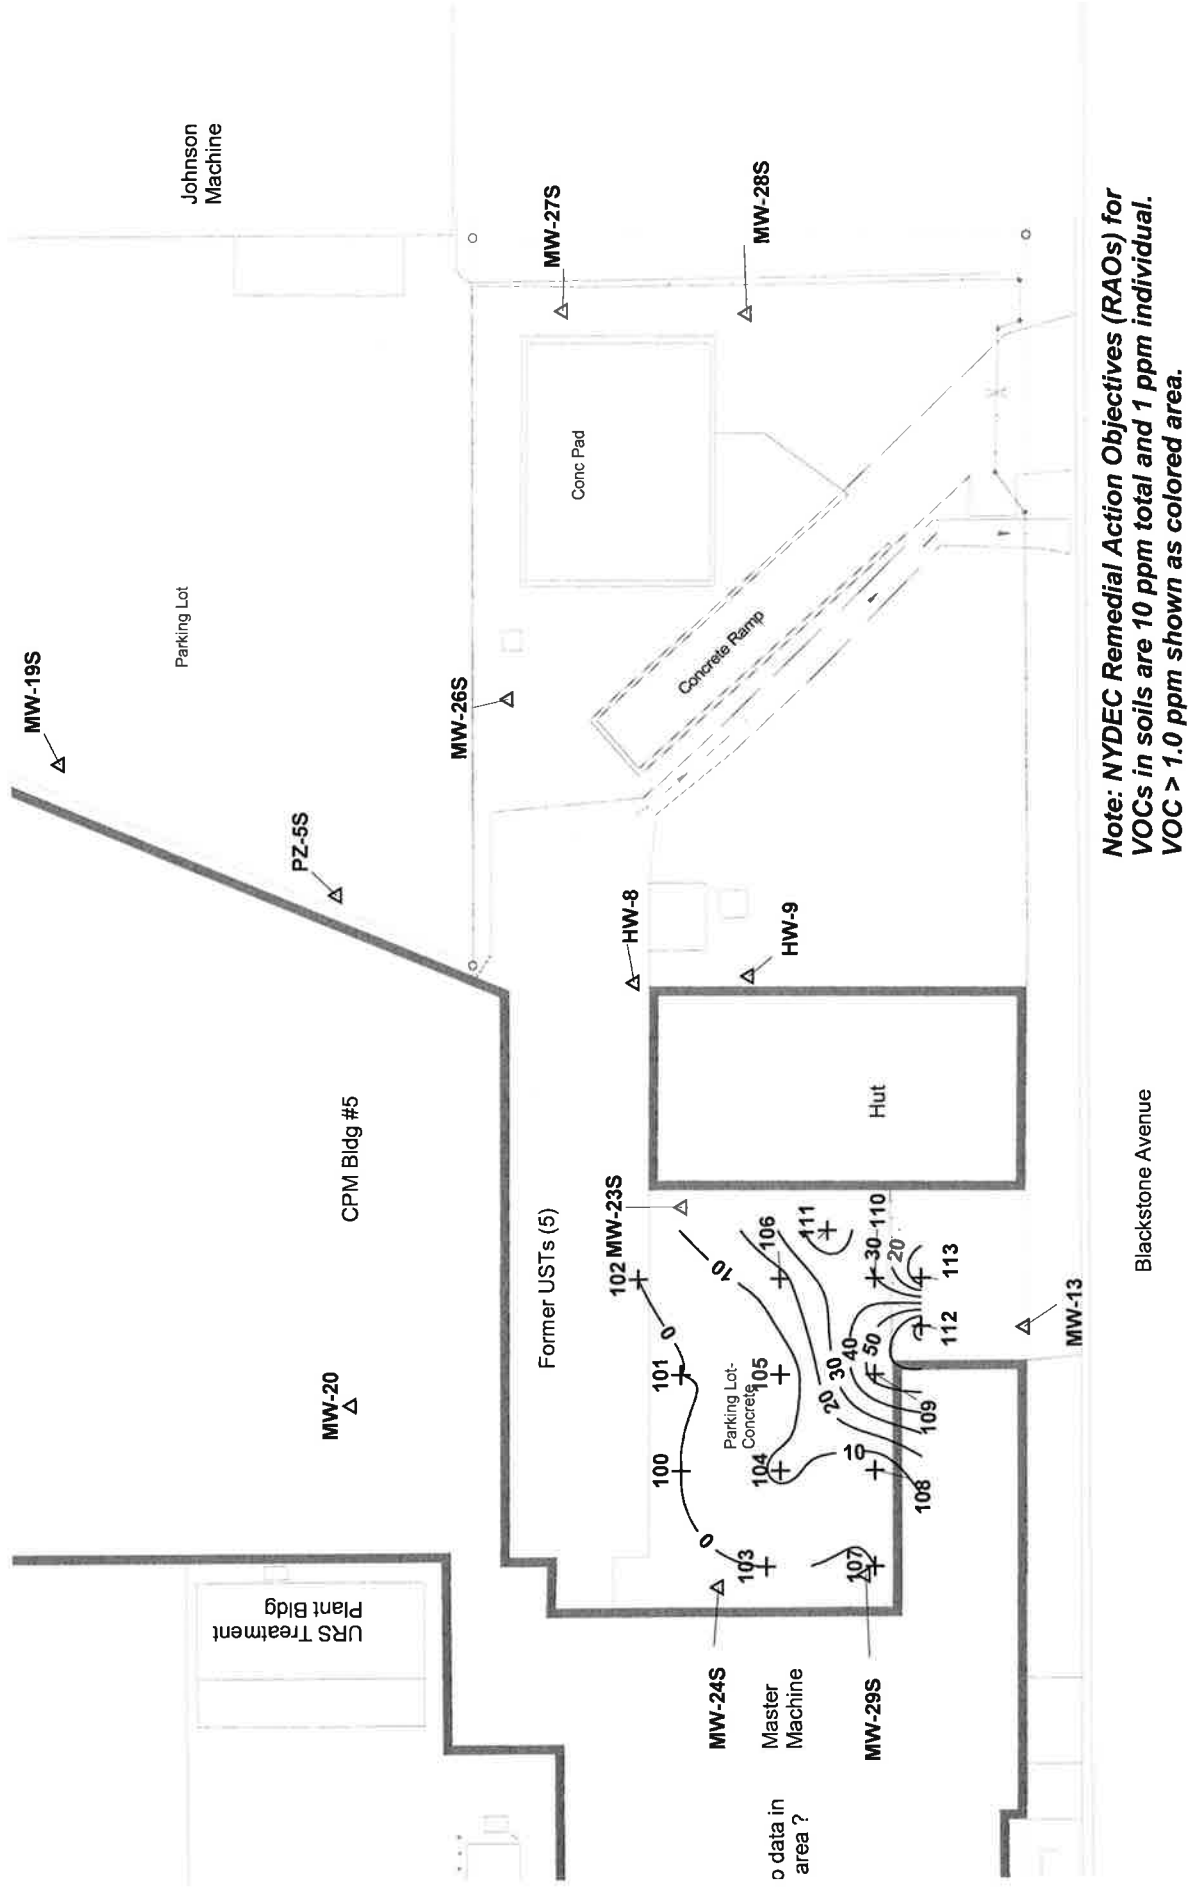 Johnson
Machine
MW-27S
MW-28S
Conc Pad
Parking Lot
MW-19S
MW-26S
Concrete Ramp
PZ-5S
HW-8
HW-9
CPM Bldg #5
Hut
Former USTs (5)
MW-23S
102
106
111
110
113
112
MW-13
101
105
109
MW-20
Parking Lot-
Concrete
100
104
108
103
107
0
0
10
10
20
30
40
50
30
20
URS Treatment
Plant Bldg
MW-24S
Master
Machine
MW-29S
data in
area ?
Blackstone Avenue
Note: NYDEC Remedial Action Objectives (RAOs) for
VOCs in soils are 10 ppm total and 1 ppm individual.
VOC > 1.0 ppm shown as colored area.